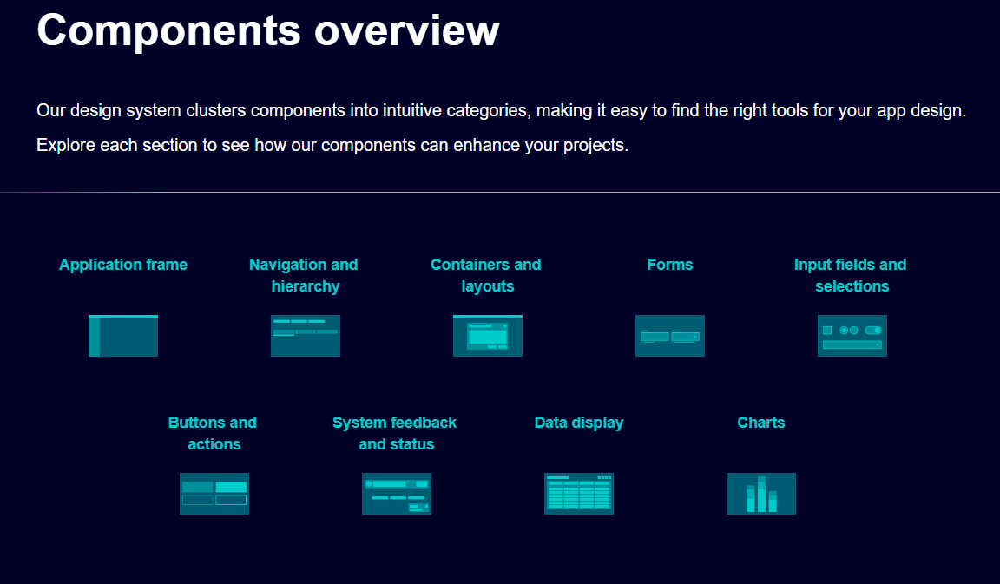 Components overview
Our design system clusters components into intuitive categories, making it easy to find the right tools for your app design.
Explore each section to see how our components can enhance your projects.
Application frame
Navigation and
hierarchy
Containers and
layouts
Forms
Input fields and
selections
Buttons and
actions
System feedback
and status
Data display
Charts